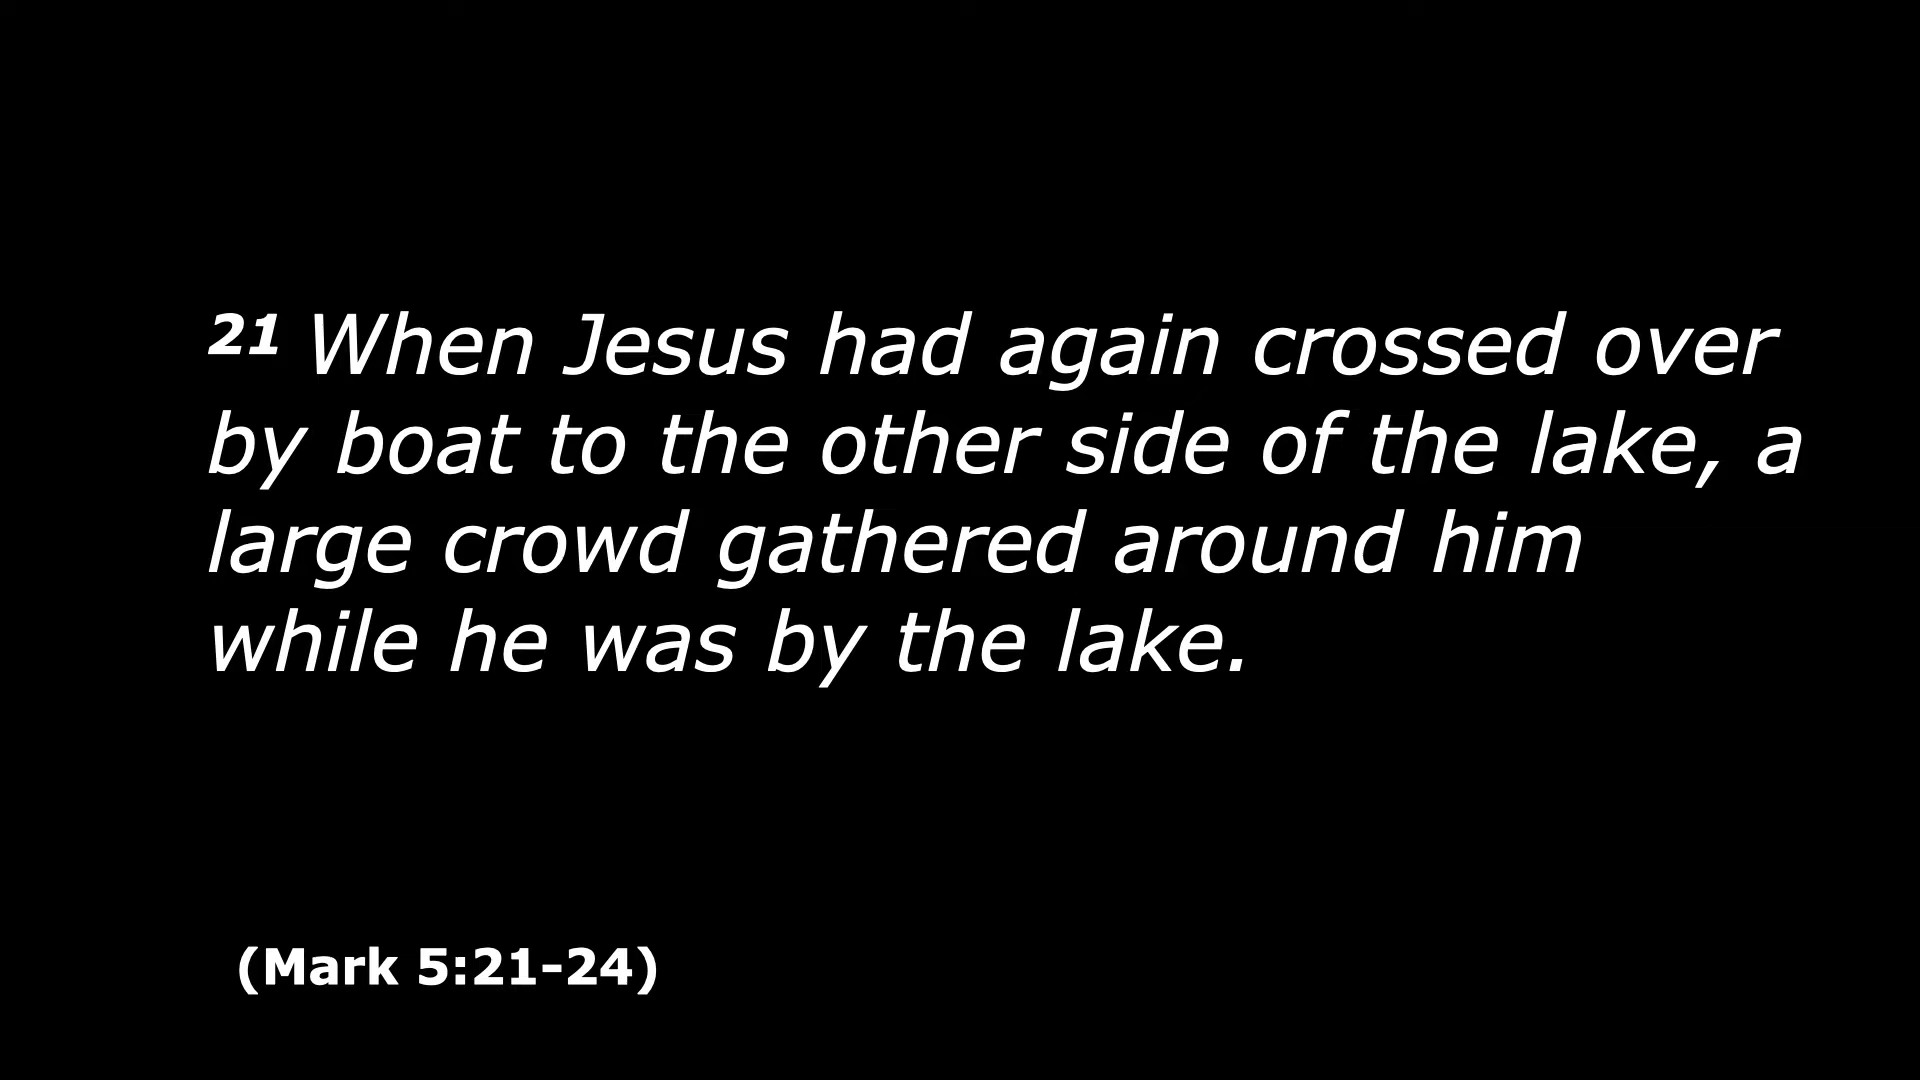 21 When Jesus had again crossed over
by boat to the other side of the lake, a
large crowd gathered around him
while he was by the lake.
(Mark 5:21-24)